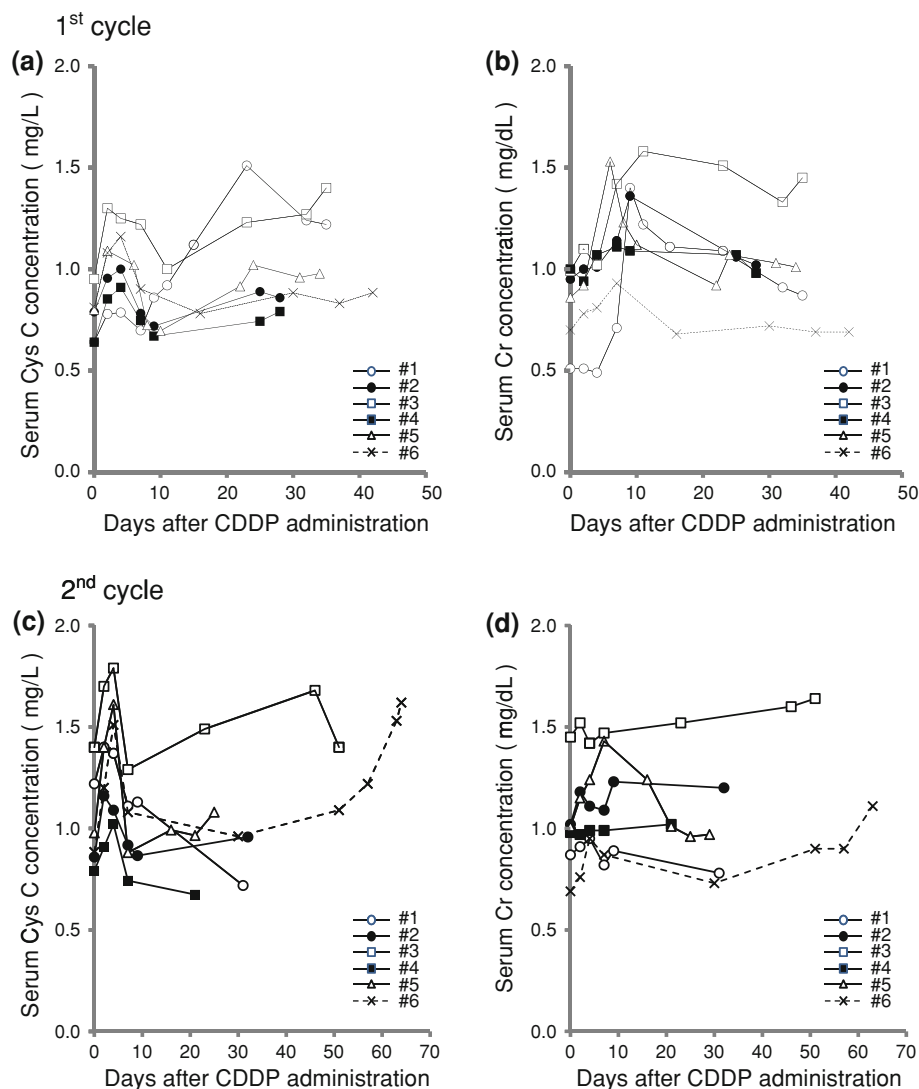 1st cycle
(a)
2.0
1.5
1.0
0.5
0.0
Serum Cys C concentration ( mg/L )
0 10 20 30 40 50
Days after CDDP administration
#1
#2
#3
#4
#5
#6
(b)
2.0
1.5
1.0
0.5
0.0
Serum Cr concentration ( mg/dL )
0 10 20 30 40 50
Days after CDDP administration
#1
#2
#3
#4
#5
#6
2nd cycle
(c)
2.0
1.5
1.0
0.5
0.0
Serum Cys C concentration ( mg/L )
0 10 20 30 40 50 60 70
Days after CDDP administration
#1
#2
#3
#4
#5
#6
(d)
2.0
1.5
1.0
0.5
0.0
Serum Cr concentration ( mg/dL )
0 10 20 30 40 50 60 70
Days after CDDP administration
#1
#2
#3
#4
#5
#6